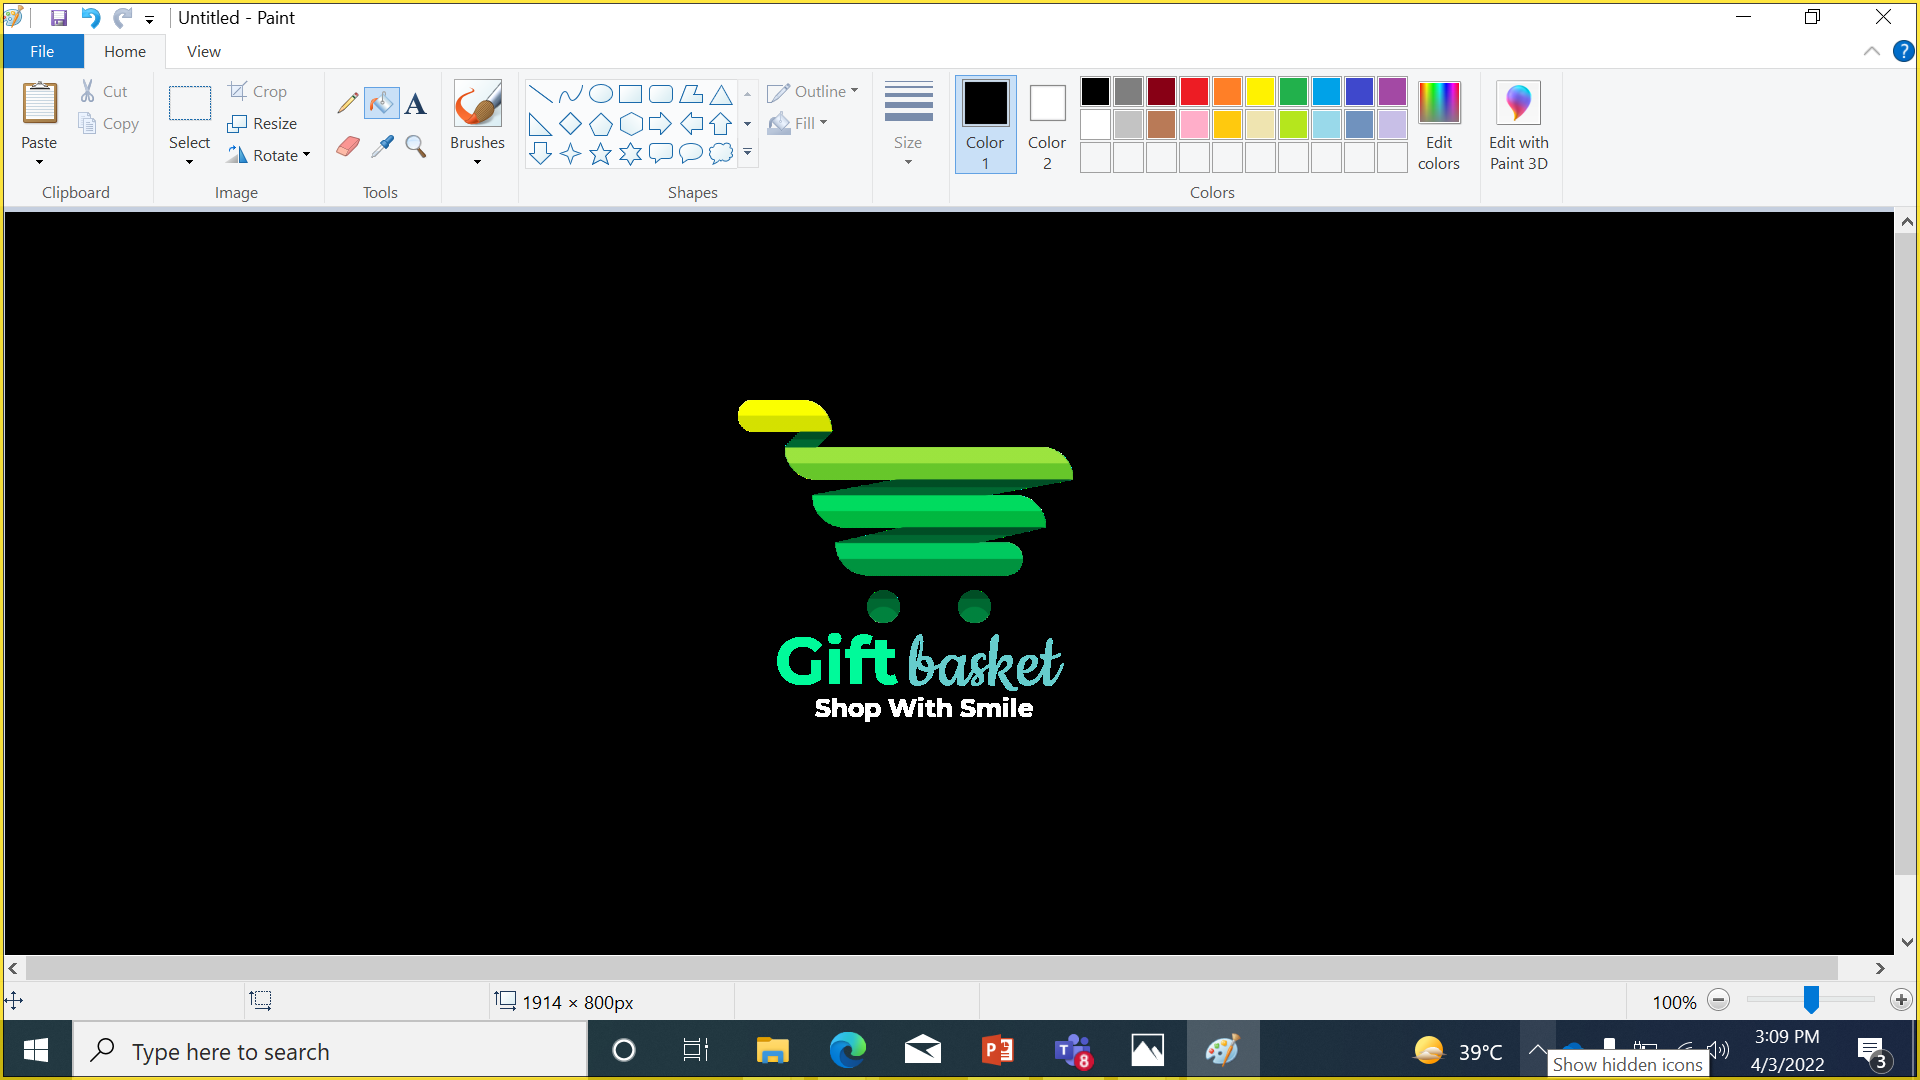 Untitled - Paint
File Home View
Paste
Cut
Copy
Clipboard
Select
Crop
Resize
Rotate
Image
A
Tools
Brushes
Shapes
Outline
Fill
Size
Color 1
Color 2
Colors
Edit colors
Edit with Paint 3D
?
Gift basket
Shop With Smile
1914 × 800px
100%
Type here to search
8
39°C
Show hidden icons
3:09 PM
4/3/2022
3